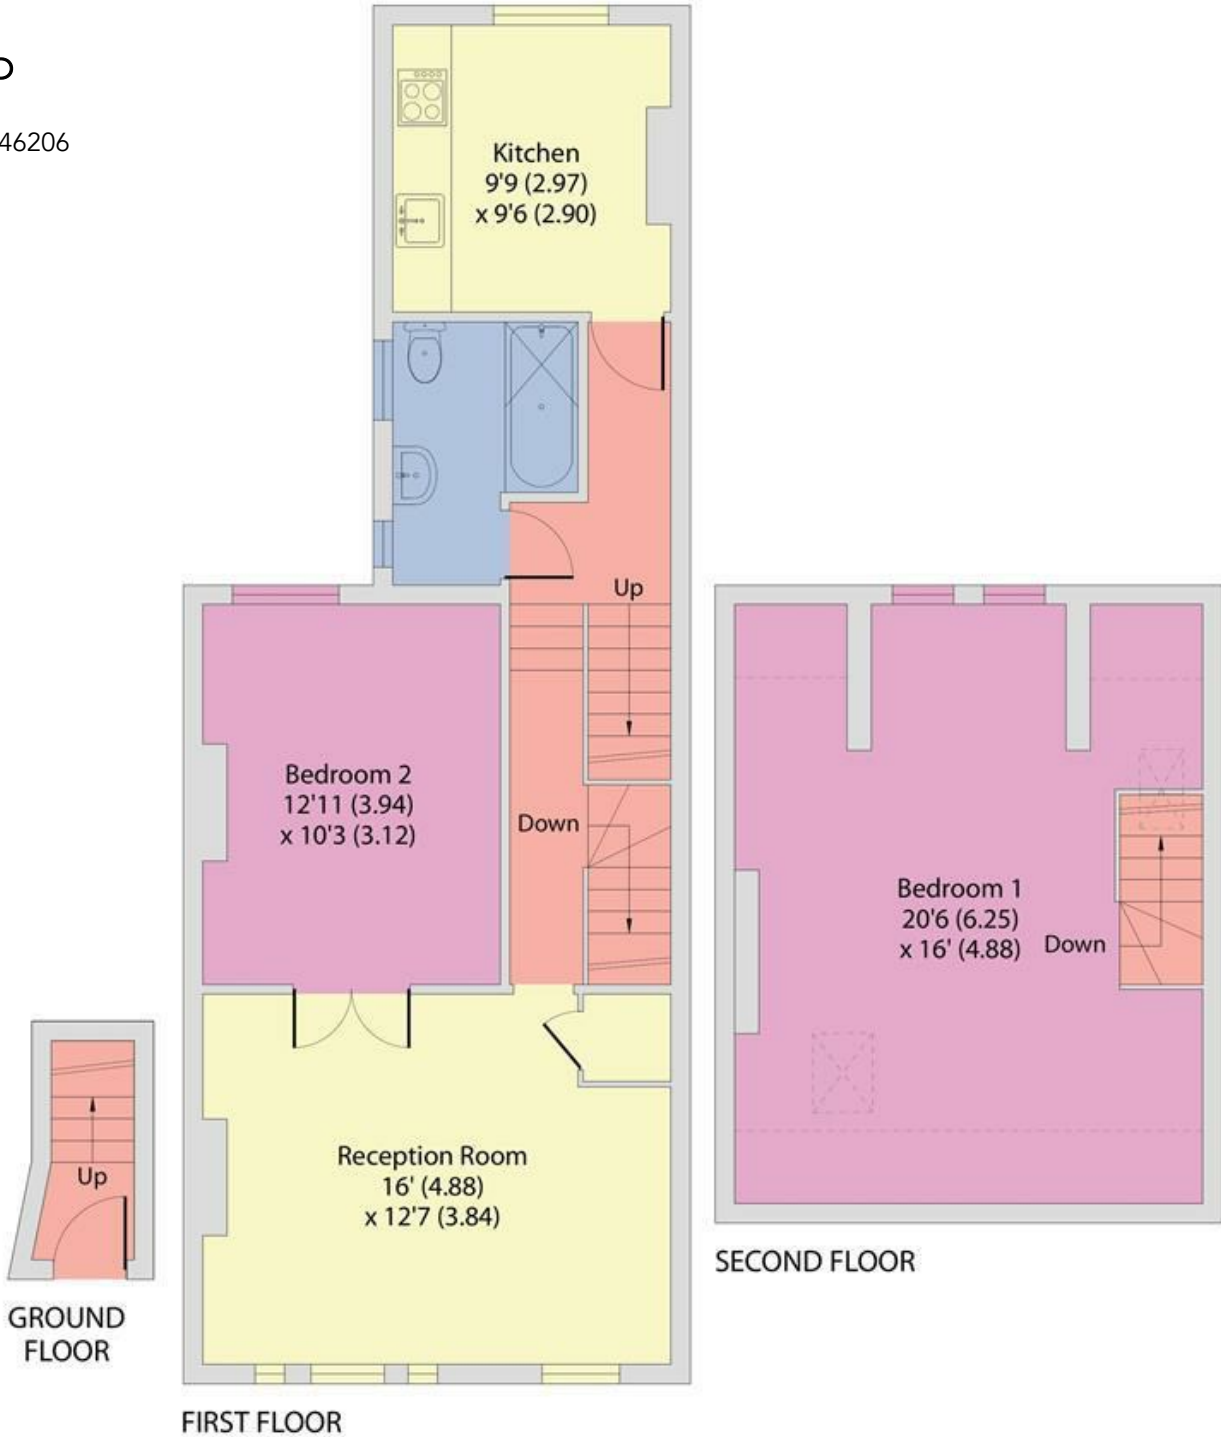 46206
Kitchen
9'9 (2.97)
x 9'6 (2.90)
Up
Bedroom 2
12'11 (3.94)
x 10'3 (3.12)
Down
Bedroom 1
20'6 (6.25)
x 16' (4.88)
Down
Reception Room
16' (4.88)
x 12'7 (3.84)
Up
SECOND FLOOR
GROUND
FLOOR
FIRST FLOOR